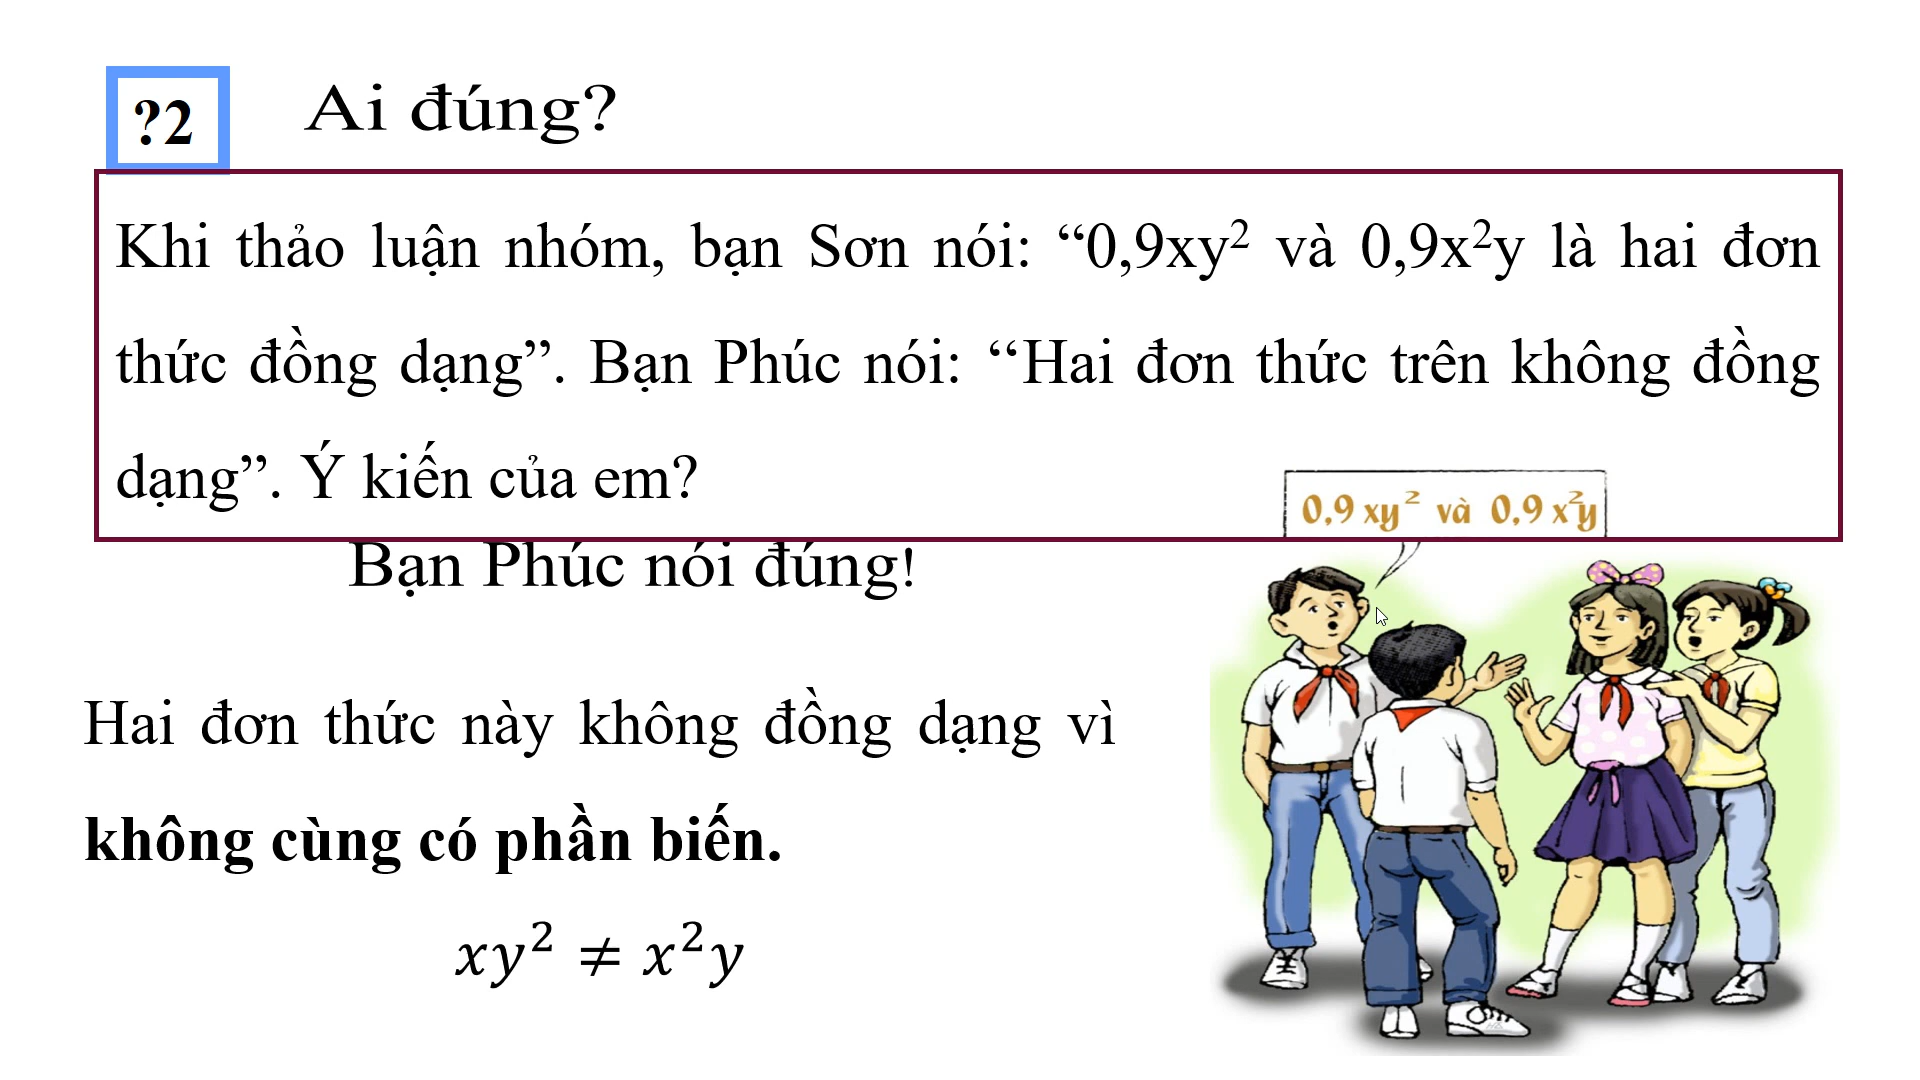 ?2
Ai đúng?
Khi thảo luận nhóm, bạn Sơn nói: “0,9xy² và 0,9x²y là hai đơn
thức đồng dạng”. Bạn Phúc nói: “Hai đơn thức trên không đồng
dạng”. Ý kiến của em?
0,9 xy² và 0,9 x²y
Bạn Phúc nói đúng!
Hai đơn thức này không đồng dạng vì
không cùng có phần biến.
xy² ≠ x²y